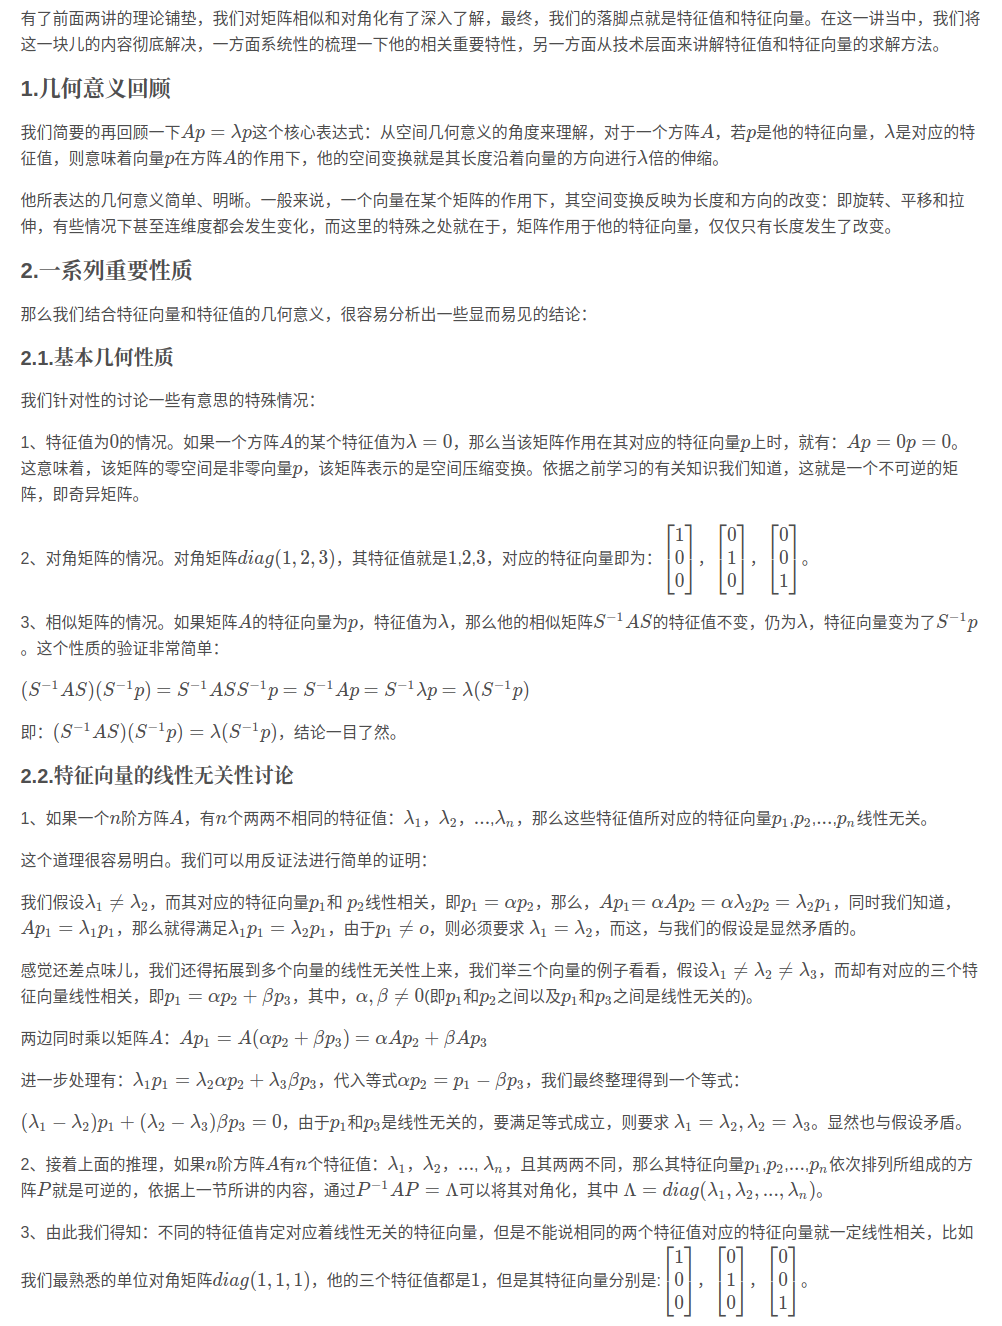 有了前面两讲的理论铺垫，我们对矩阵相似和对角化有了深入了解，最终，我们的落脚点就是特征值和特征向量。在这一讲当中，我们将
这一块儿的内容彻底解决，一方面系统性的梳理一下他的相关重要特性，另一方面从技术层面来讲解特征值和特征向量的求解方法。
1.几何意义回顾
我们简要的再回顾一下$Ap = \lambda p$这个核心表达式：从空间几何意义的角度来理解，对于一个方阵$A$，若$p$是他的特征向量，$\lambda$是对应的特
征值，则意味着向量$p$在方阵$A$的作用下，他的空间变换就是其长度沿着向量的方向进行$\lambda$倍的伸缩。
他所表达的几何意义简单、明晰。一般来说，一个向量在某个矩阵的作用下，其空间变换反映为长度和方向的改变：即旋转、平移和拉
伸，有些情况下甚至连维度都会发生变化，而这里的特殊之处就在于，矩阵作用于他的特征向量，仅仅只有长度发生了改变。
2.一系列重要性质
那么我们结合特征向量和特征值的几何意义，很容易分析出一些显而易见的结论：
2.1.基本几何性质
我们针对性的讨论一些有意思的特殊情况：
1、特征值为$0$的情况。如果一个方阵$A$的某个特征值为$\lambda = 0$，那么当该矩阵作用在其对应的特征向量$p$上时，就有：$Ap = 0p = 0$。
这意味着，该矩阵的零空间是非零向量$p$，该矩阵表示的是空间压缩变换。依据之前学习的有关知识我们知道，这就是一个不可逆的矩
阵，即奇异矩阵。
2、对角矩阵的情况。对角矩阵$diag(1,2,3)$，其特征值就是$1$,$2$,$3$，对应的特征向量即为：$\begin{bmatrix}1\\0\\0\end{bmatrix}$，$\begin{bmatrix}0\\1\\0\end{bmatrix}$，$\begin{bmatrix}0\\0\\1\end{bmatrix}$。
3、相似矩阵的情况。如果矩阵$A$的特征向量为$p$，特征值为$\lambda$，那么他的相似矩阵$S^{-1}AS$的特征值不变，仍为$\lambda$，特征向量变为了$S^{-1}p$
。这个性质的验证非常简单：
$(S^{-1}AS)(S^{-1}p) = S^{-1}ASS^{-1}p = S^{-1}Ap = S^{-1}\lambda p = \lambda(S^{-1}p)$
即：$(S^{-1}AS)(S^{-1}p) = \lambda(S^{-1}p)$，结论一目了然。
2.2.特征向量的线性无关性讨论
1、如果一个$n$阶方阵$A$，有$n$个两两不相同的特征值：$\lambda_1$，$\lambda_2$，...,$\lambda_n$，那么这些特征值所对应的特征向量$p_1$,$p_2$,...,$p_n$线性无关。
这个道理很容易明白。我们可以用反证法进行简单的证明：
我们假设$\lambda_1 \neq \lambda_2$，而其对应的特征向量$p_1$和 $p_2$线性相关，即$p_1 = \alpha p_2$，那么，$Ap_1 = \alpha Ap_2 = \alpha\lambda_2 p_2 = \lambda_2 p_1$，同时我们知道，
$Ap_1 = \lambda_1 p_1$，那么就得满足$\lambda_1 p_1 = \lambda_2 p_1$，由于$p_1 \neq o$，则必须要求 $\lambda_1 = \lambda_2$，而这，与我们的假设是显然矛盾的。
感觉还差点味儿，我们还得拓展到多个向量的线性无关性上来，我们举三个向量的例子看看，假设$\lambda_1 \neq \lambda_2 \neq \lambda_3$，而却有对应的三个特
征向量线性相关，即$p_1 = \alpha p_2 + \beta p_3$，其中，$\alpha, \beta \neq 0$(即$p_1$和$p_2$之间以及$p_1$和$p_3$之间是线性无关的)。
两边同时乘以矩阵$A$：$Ap_1 = A(\alpha p_2 + \beta p_3) = \alpha Ap_2 + \beta Ap_3$
进一步处理有：$\lambda_1 p_1 = \lambda_2 \alpha p_2 + \lambda_3 \beta p_3$，代入等式$\alpha p_2 = p_1 - \beta p_3$，我们最终整理得到一个等式：
$(\lambda_1 - \lambda_2)p_1 + (\lambda_2 - \lambda_3)\beta p_3 = 0$，由于$p_1$和$p_3$是线性无关的，要满足等式成立，则要求 $\lambda_1 = \lambda_2, \lambda_2 = \lambda_3$。显然也与假设矛盾。
2、接着上面的推理，如果$n$阶方阵$A$有$n$个特征值：$\lambda_1$，$\lambda_2$，..., $\lambda_n$，且其两两不同，那么其特征向量$p_1$,$p_2$,...,$p_n$依次排列所组成的方
阵$P$就是可逆的，依据上一节所讲的内容，通过$P^{-1}AP = \Lambda$可以将其对角化，其中 $\Lambda = diag(\lambda_1, \lambda_2, ..., \lambda_n)$。
3、由此我们得知：不同的特征值肯定对应着线性无关的特征向量，但是不能说相同的两个特征值对应的特征向量就一定线性相关，比如
我们最熟悉的单位对角矩阵$diag(1,1,1)$，他的三个特征值都是$1$，但是其特征向量分别是:$\begin{bmatrix}1\\0\\0\end{bmatrix}$，$\begin{bmatrix}0\\1\\0\end{bmatrix}$，$\begin{bmatrix}0\\0\\1\end{bmatrix}$。